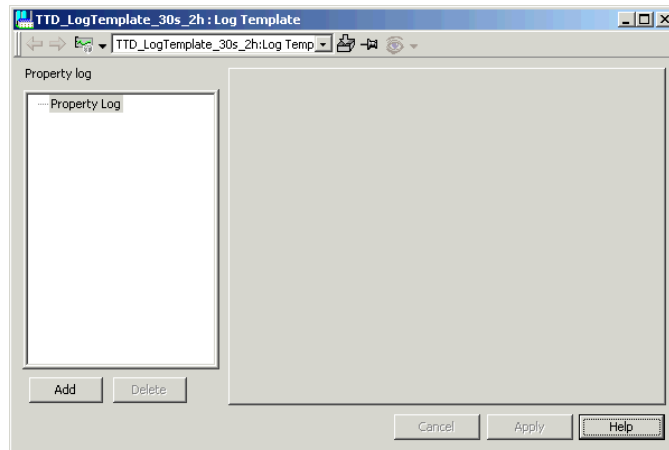 TTD_LogTemplate_30s_2h : Log Template
TTD_LogTemplate_30s_2h:Log Temp
Property log
Property Log
Add Delete
Cancel Apply Help